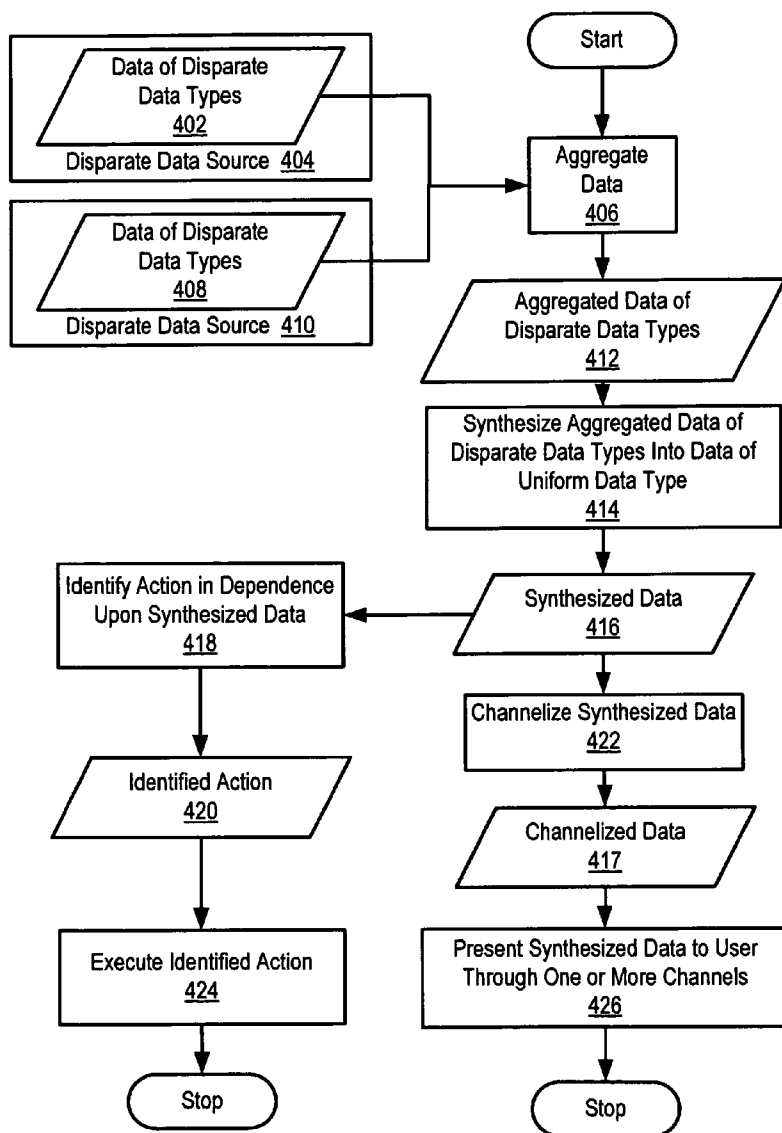 Start
Data of Disparate
Data Types
402
Disparate Data Source 404
Aggregate
Data
406
Data of Disparate
Data Types
408
Disparate Data Source 410
Aggregated Data of
Disparate Data Types
412
Synthesize Aggregated Data of
Disparate Data Types Into Data of
Uniform Data Type
414
Identify Action in Dependence
Upon Synthesized Data
418
Synthesized Data
416
Channelize Synthesized Data
422
Identified Action
420
Channelized Data
417
Execute Identified Action
424
Present Synthesized Data to User
Through One or More Channels
426
Stop
Stop